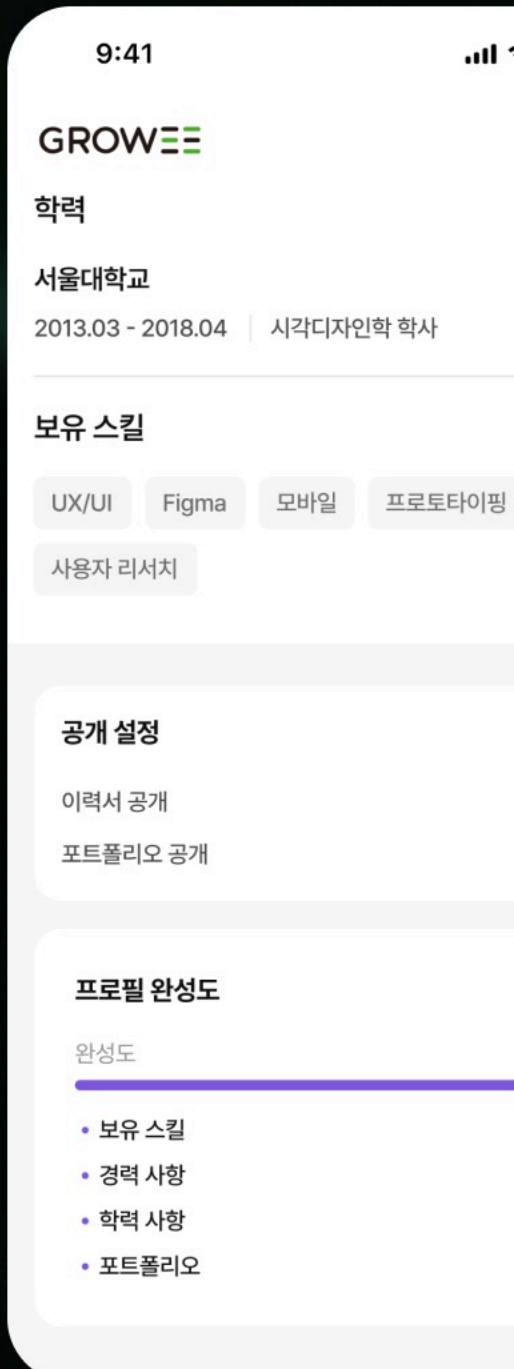 9:41
GROWEE
학력
서울대학교
2013.03 - 2018.04 시각디자인학 학사
보유 스킬
UX/UI Figma 모바일 프로토타이핑
사용자 리서치
공개 설정
이력서 공개
포트폴리오 공개
프로필 완성도
완성도
• 보유 스킬
• 경력 사항
• 학력 사항
• 포트폴리오